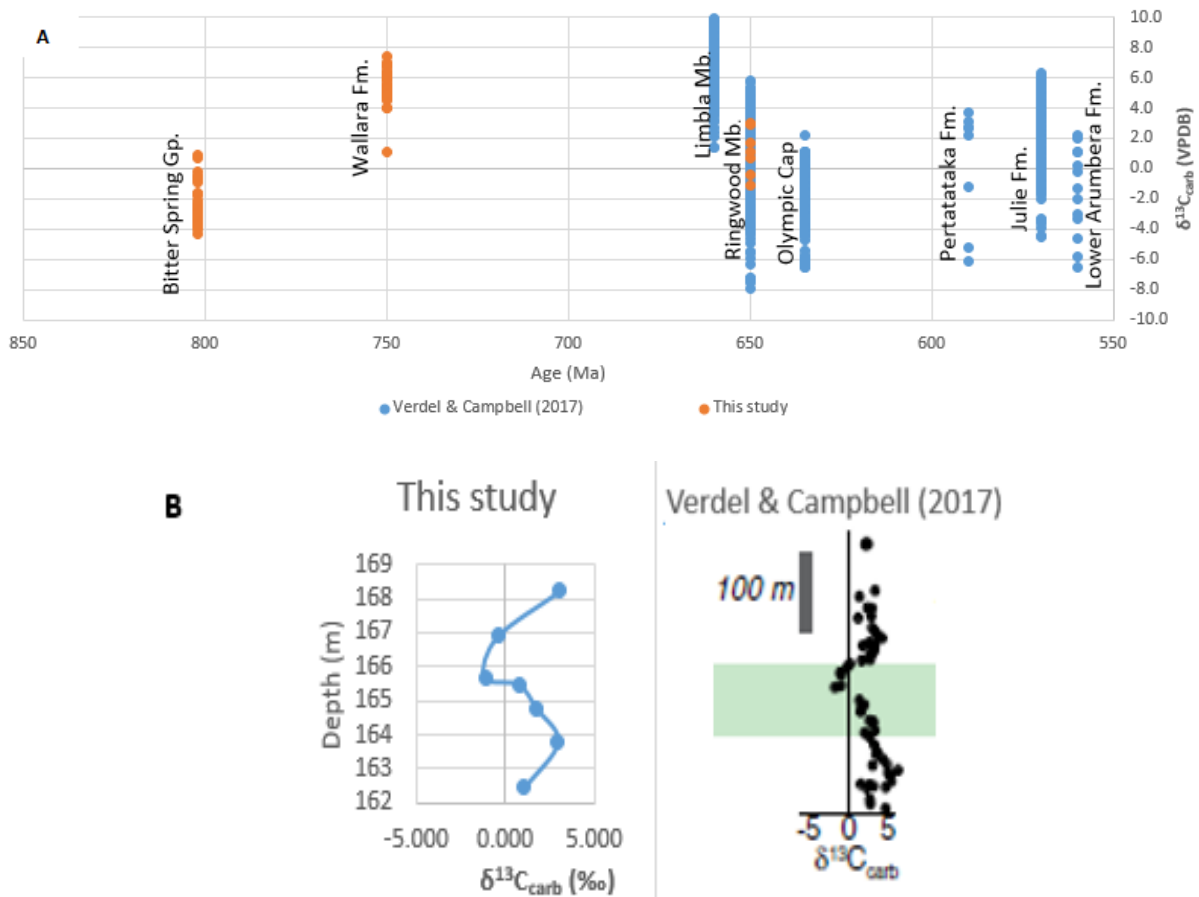 A
10.0
8.0
6.0
4.0
2.0
0.0
-2.0
-4.0
-6.0
-8.0
-10.0
δ¹³Ccarb (VPDB)
Bitter Spring Gp.
Wallara Fm.
Limbla Mb.
Ringwood Mb.
Olympic Cap
Pertatataka Fm.
Julie Fm.
Lower Arumbera Fm.
850 800 750 700 650 600 550
Age (Ma)
Verdel & Campbell (2017) This study
B
This study
169
168
167
166
165
164
163
162
Depth (m)
-5.000 0.000 5.000
δ¹³Ccarb (‰)
Verdel & Campbell (2017)
100 m
-5 0 5
δ¹³Ccarb